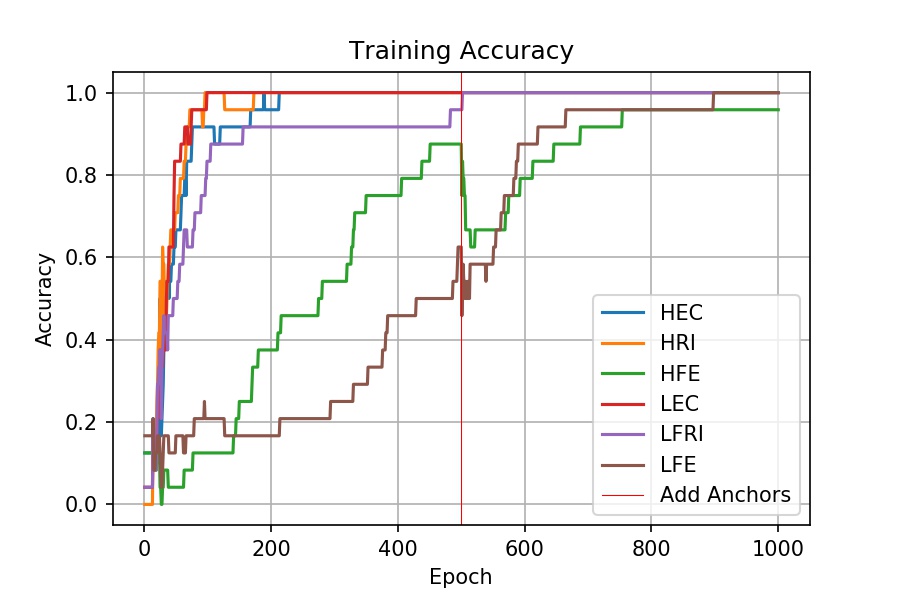 Training Accuracy
1.0
0.8
0.6
0.4
0.2
0.0
Accuracy
0
200
400
600
800
1000
Epoch
HEC
HRI
HFE
LEC
LFRI
LFE
Add Anchors